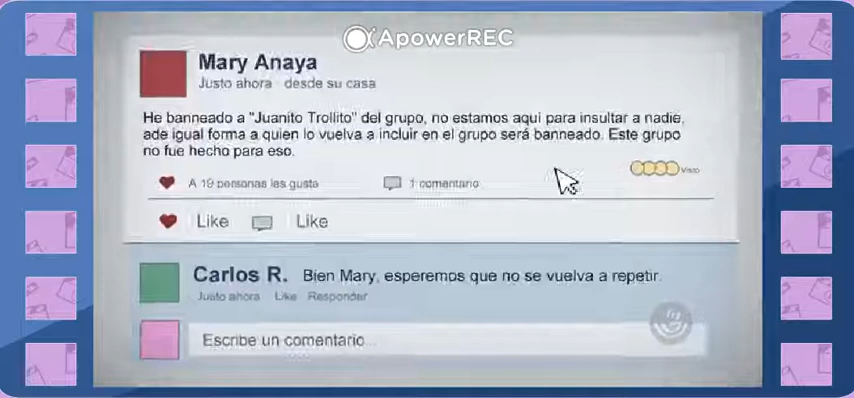 ApowerREC
Mary Anaya
Justo ahora desde su casa
He banneado a "Juanito Trollito" del grupo, no estamos aqui para insultar a nadie,
ade igual forma a quien lo vuelva a incluir en el grupo será banneado. Este grupo
no fue hecho para eso.
A 19 personas les gusta 1 comentario Visto
Like Like
Carlos R. Bien Mary, esperemos que no se vuelva a repetir.
Justo ahora Like Responder
Escribe un comentario...